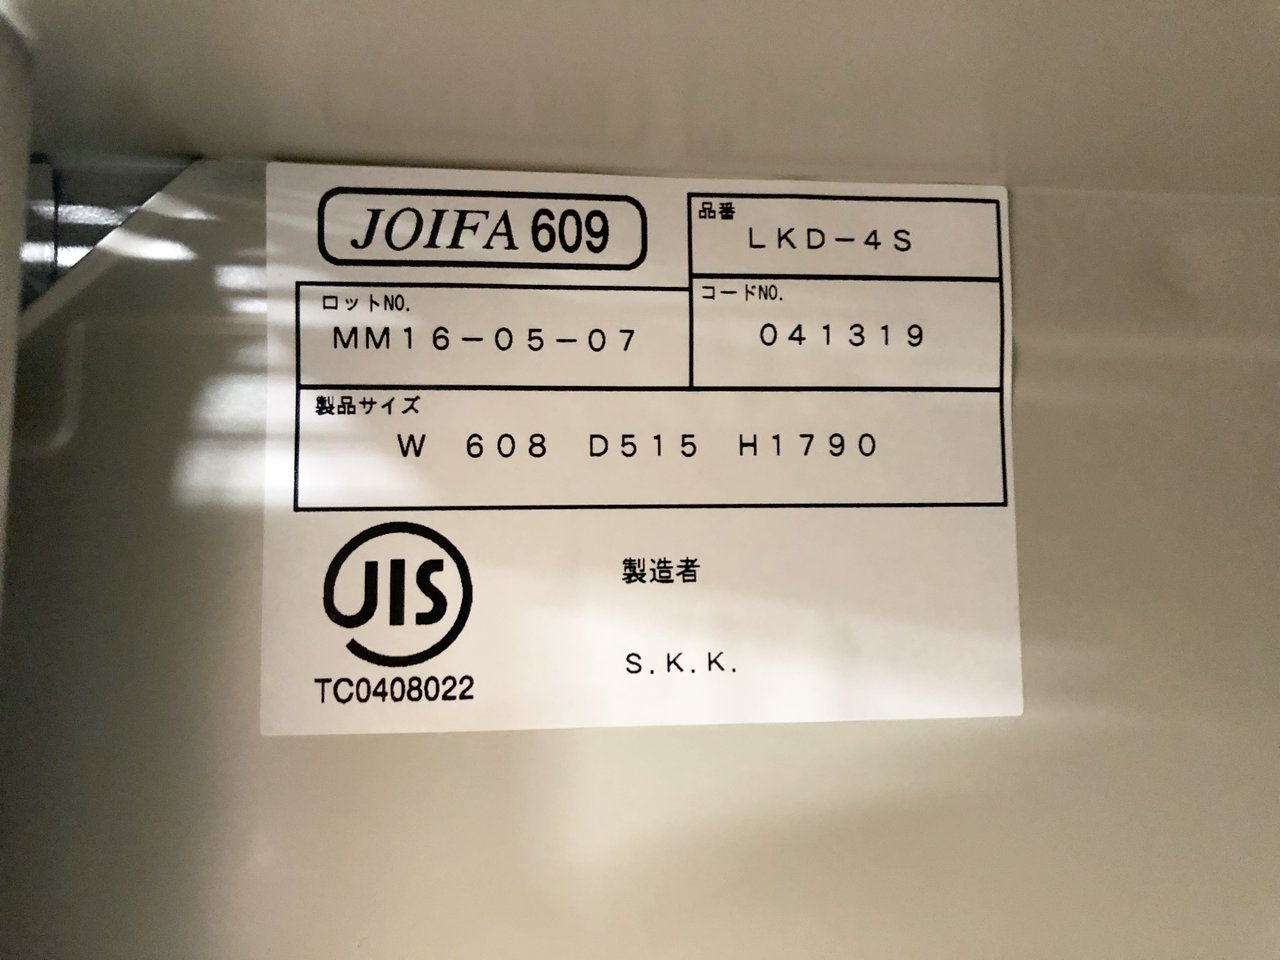 JOIFA 609
品番
LKD-4S
ロットNO.
MM16-05-07
コードNO.
041319
製品サイズ
W 608 D515 H1790
JIS
TC0408022
製造者
S.K.K.